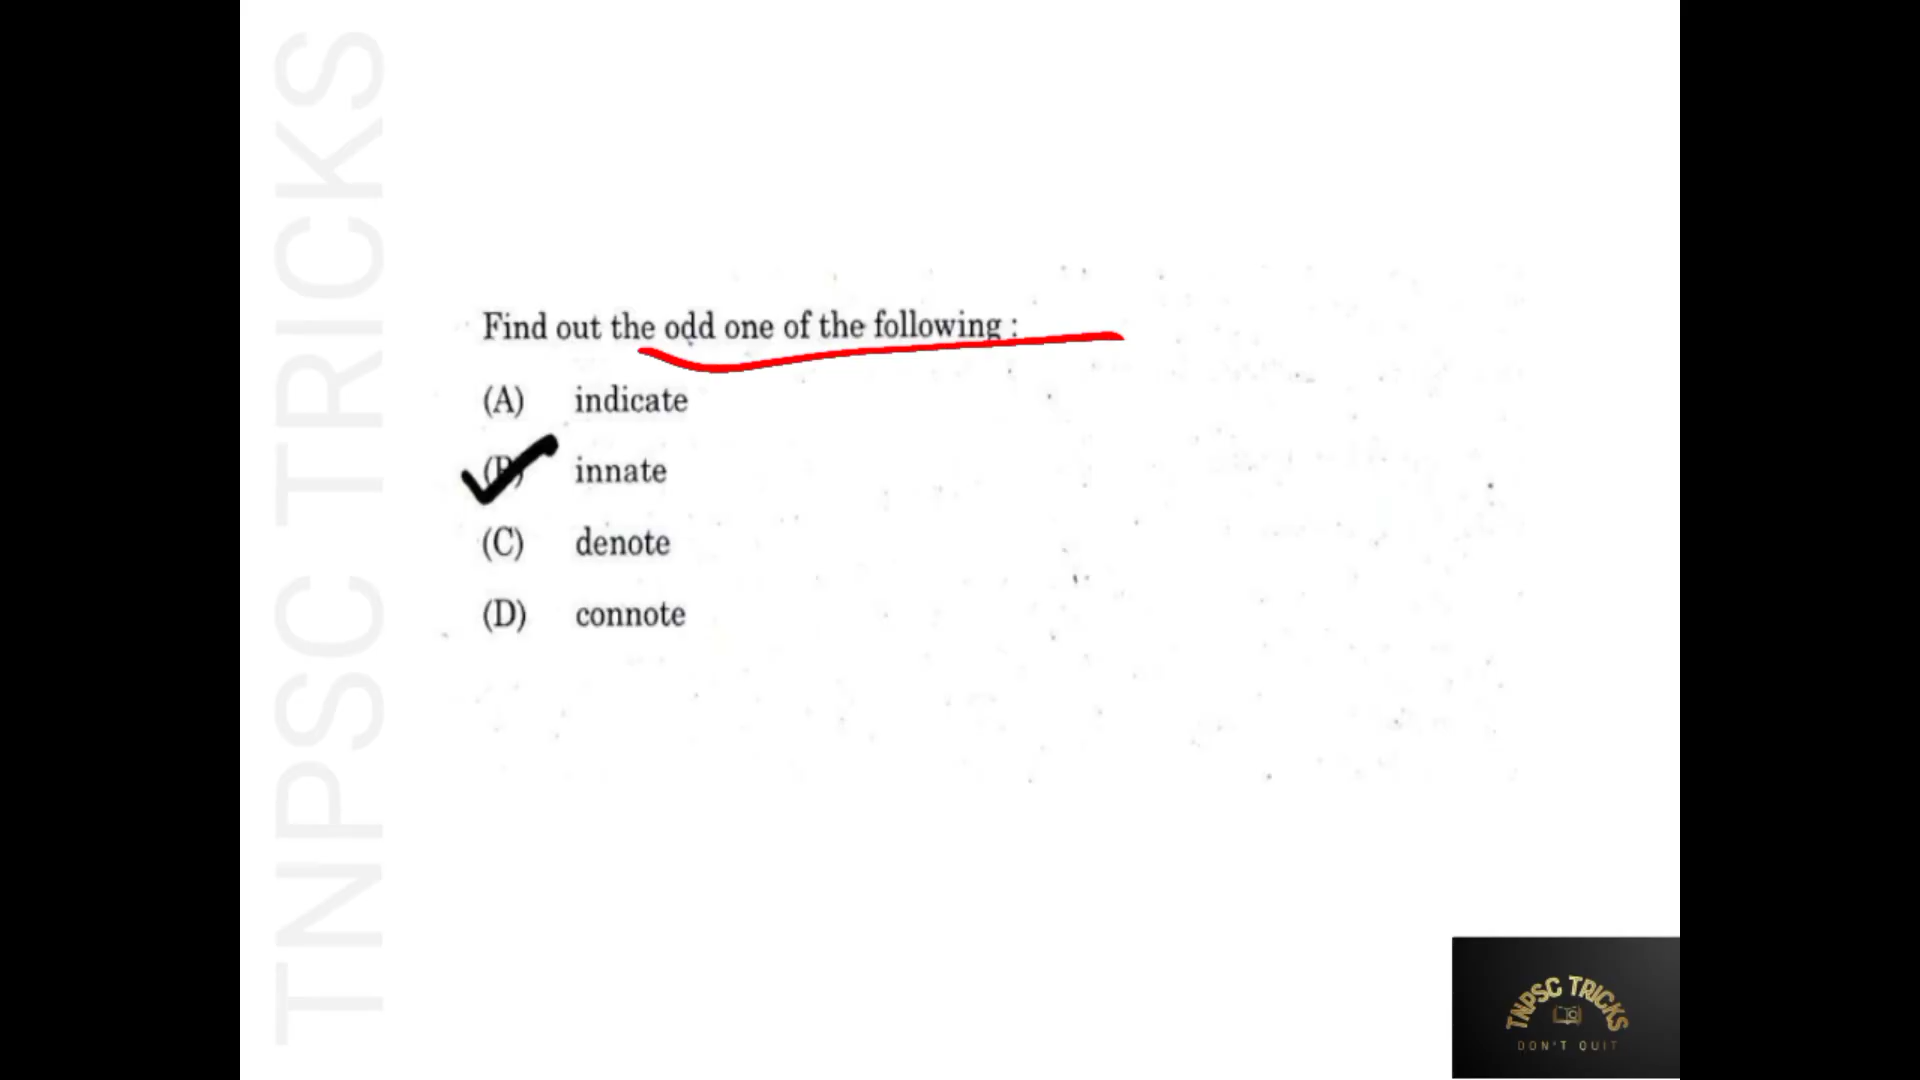 TNPSC TRICKS
Find out the odd one of the following :
(A) indicate
(B) innate
(C) denote
(D) connote
TNPSC TRICKS
DON'T QUIT